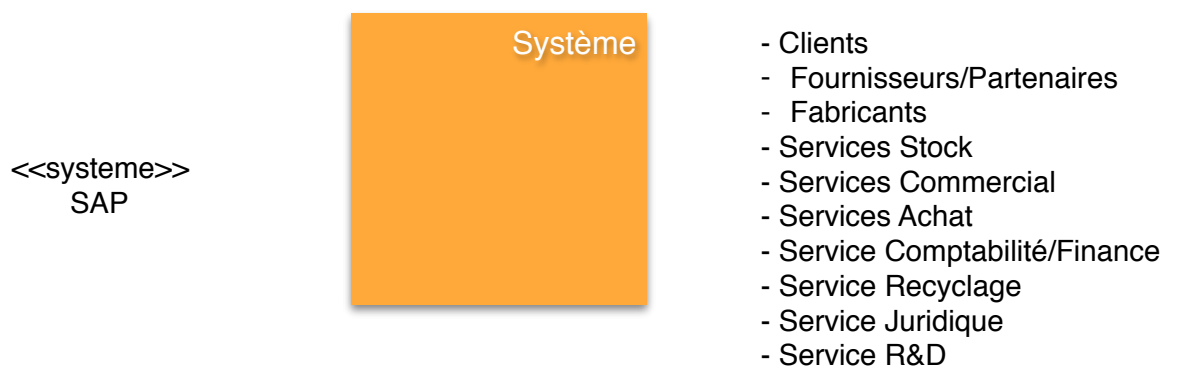 <<systeme>>
SAP
Système
- Clients
- Fournisseurs/Partenaires
- Fabricants
- Services Stock
- Services Commercial
- Services Achat
- Service Comptabilité/Finance
- Service Recyclage
- Service Juridique
- Service R&D